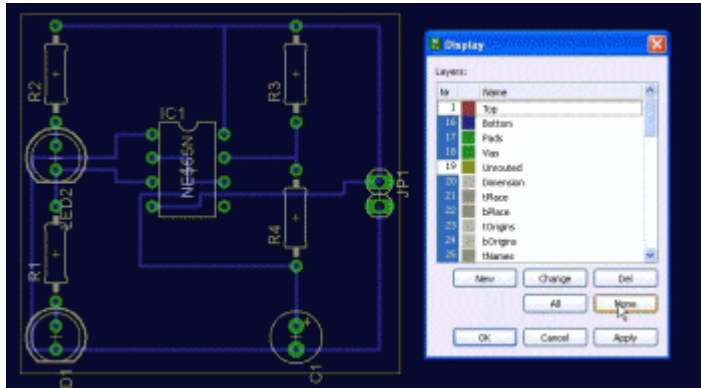 R2
R3
IC1
NE555N
LED2
JP1
R1
R4
D1
C1
Display
Layers:
Nr Name
1 Top
16 Bottom
17 Pads
18 Vias
19 Unrouted
20 Dimension
21 tPlace
22 bPlace
23 tOrigins
24 bOrigins
25 tNames
New Change Del
All None
OK Cancel Apply